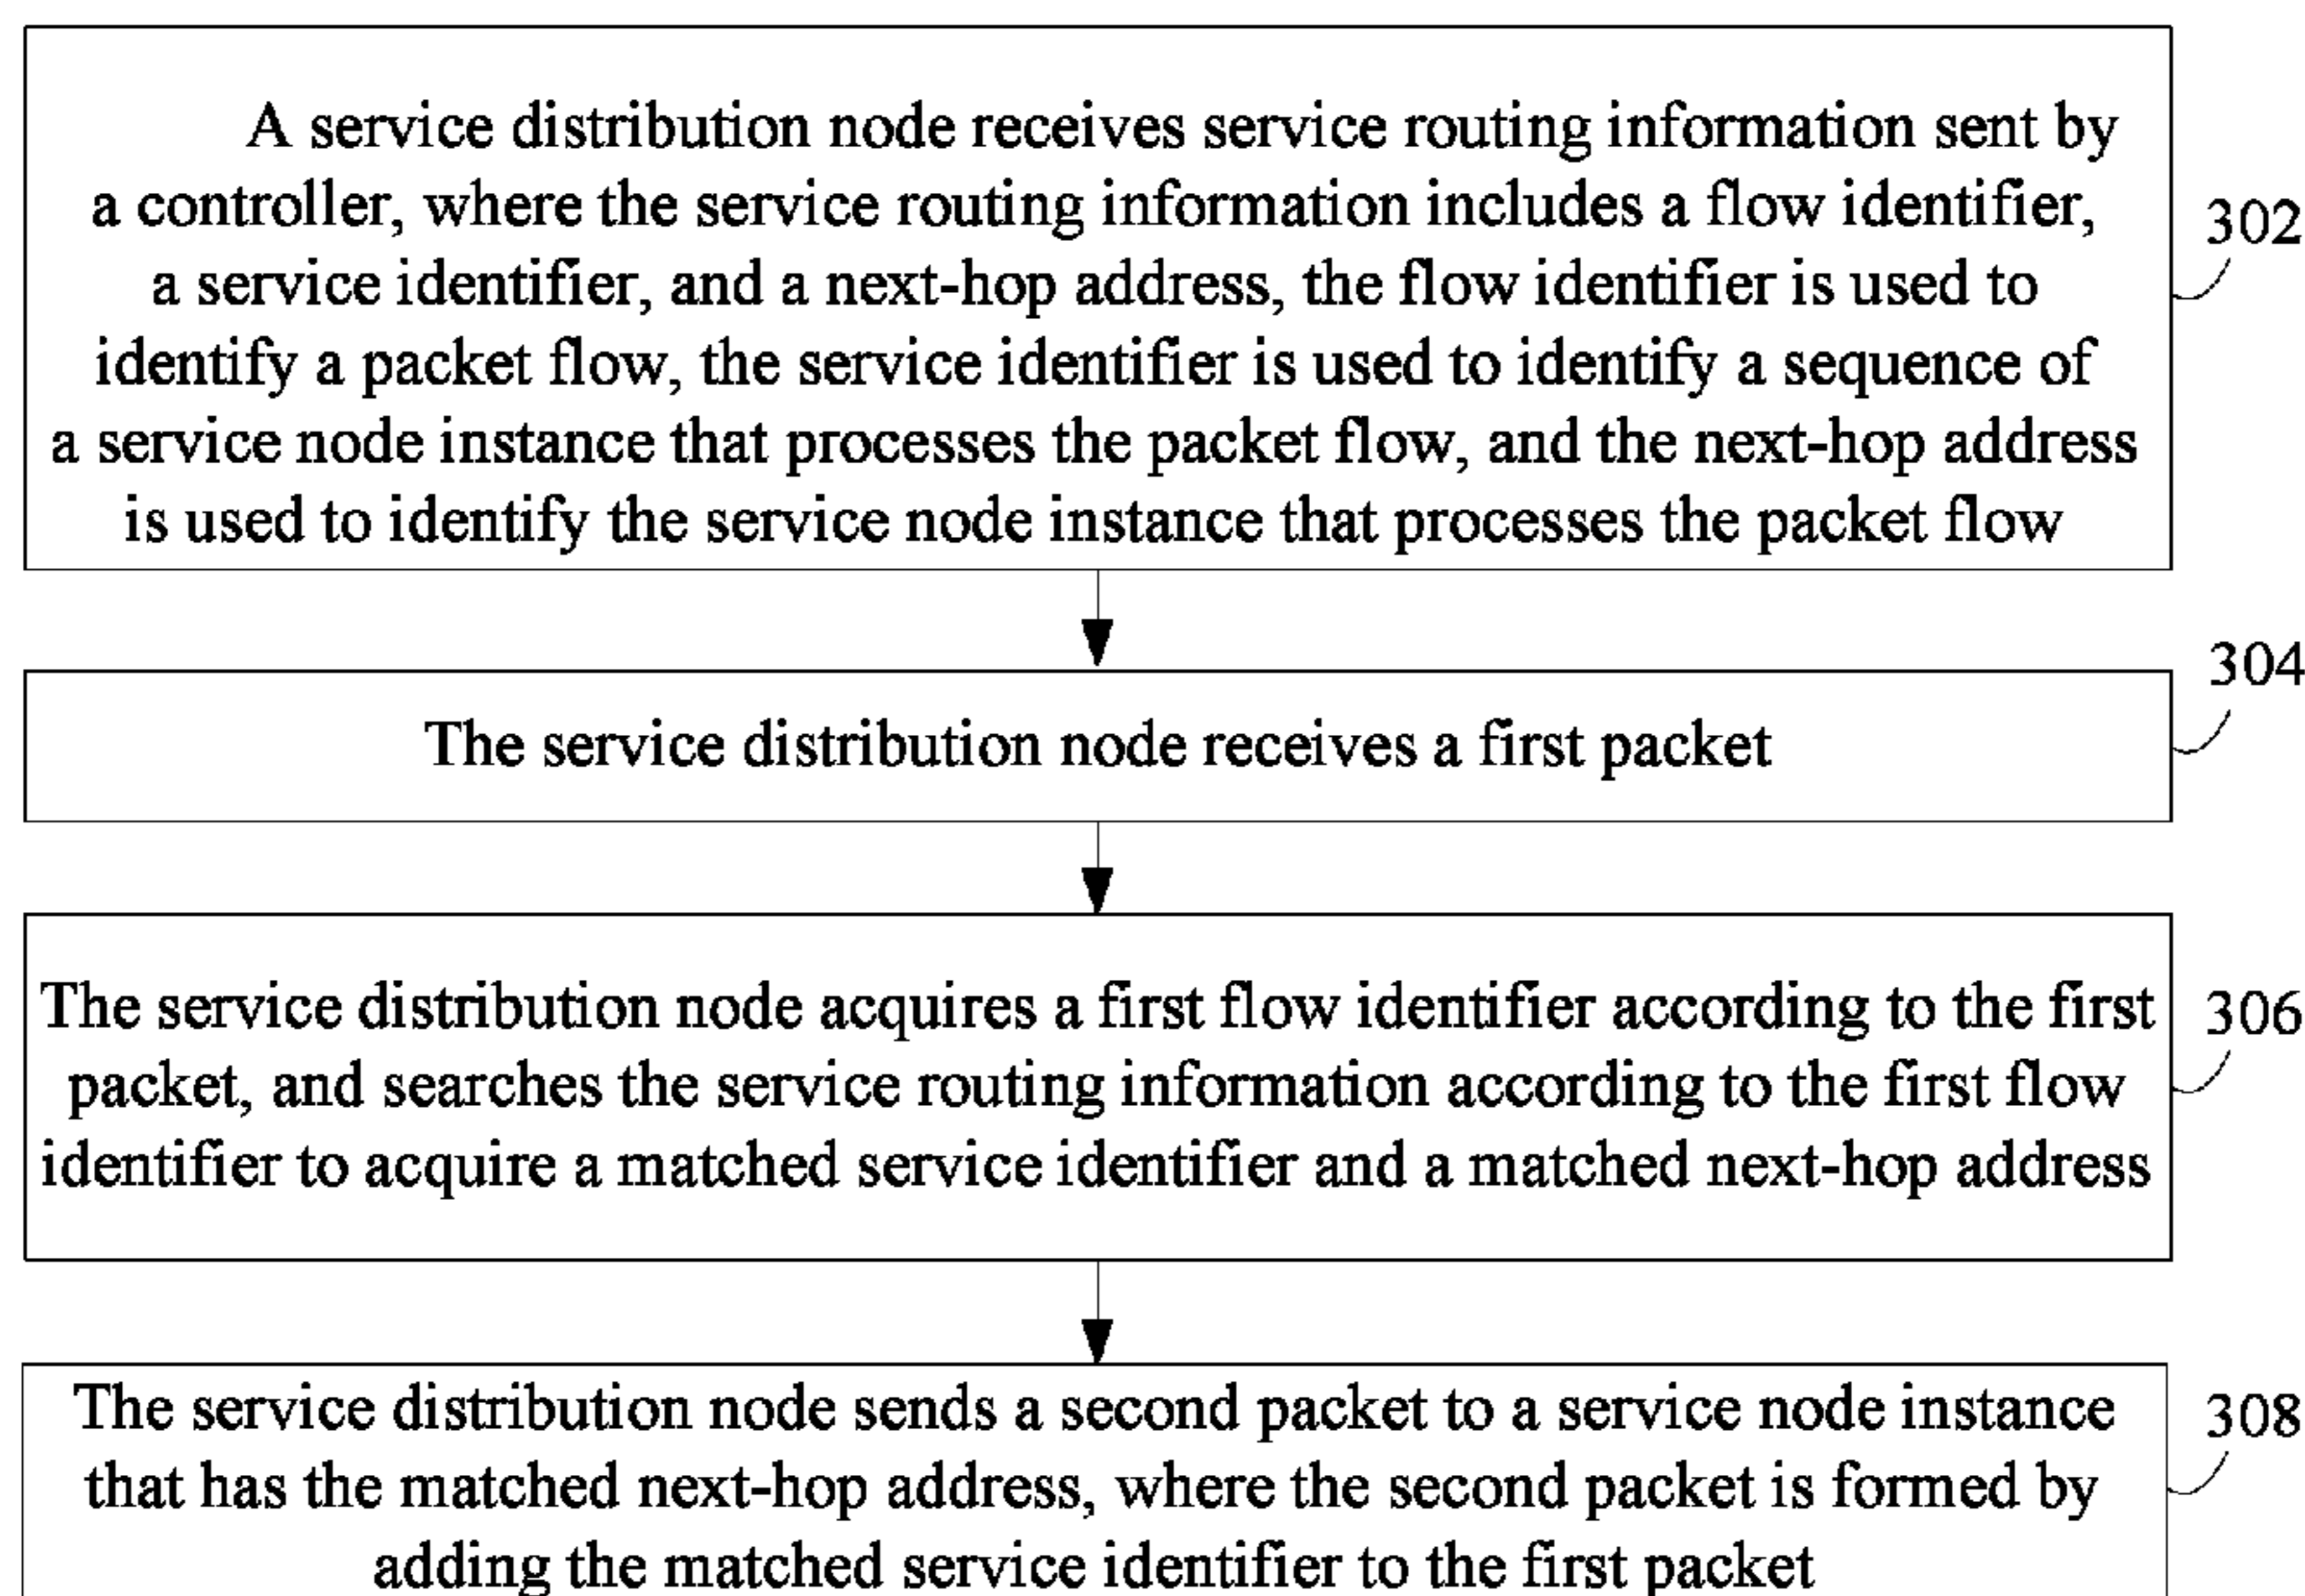 A service distribution node receives service routing information sent by
a controller, where the service routing information includes a flow identifier,
a service identifier, and a next-hop address, the flow identifier is used to
identify a packet flow, the service identifier is used to identify a sequence of
a service node instance that processes the packet flow, and the next-hop address
is used to identify the service node instance that processes the packet flow
302
The service distribution node receives a first packet
304
The service distribution node acquires a first flow identifier according to the first
packet, and searches the service routing information according to the first flow
identifier to acquire a matched service identifier and a matched next-hop address
306
The service distribution node sends a second packet to a service node instance
that has the matched next-hop address, where the second packet is formed by
adding the matched service identifier to the first packet
308